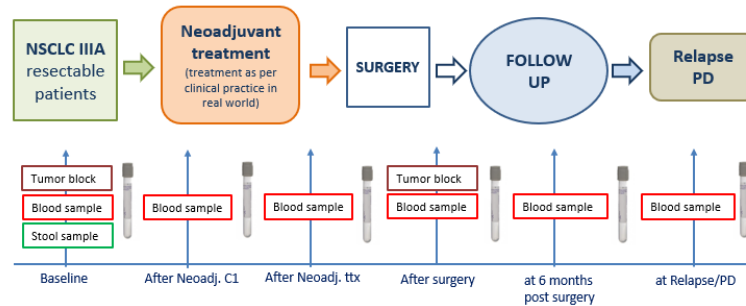 NSCLC IIIA
resectable
patients
Neoadjuvant
treatment
(treatment as per
clinical practice in
real world)
SURGERY
FOLLOW
UP
Relapse
PD
Tumor block
Blood sample
Stool sample
Blood sample
Blood sample
Tumor block
Blood sample
Blood sample
Blood sample
Baseline
After Neoadj. C1
After Neoadj. ttx
After surgery
at 6 months
post surgery
at Relapse/PD